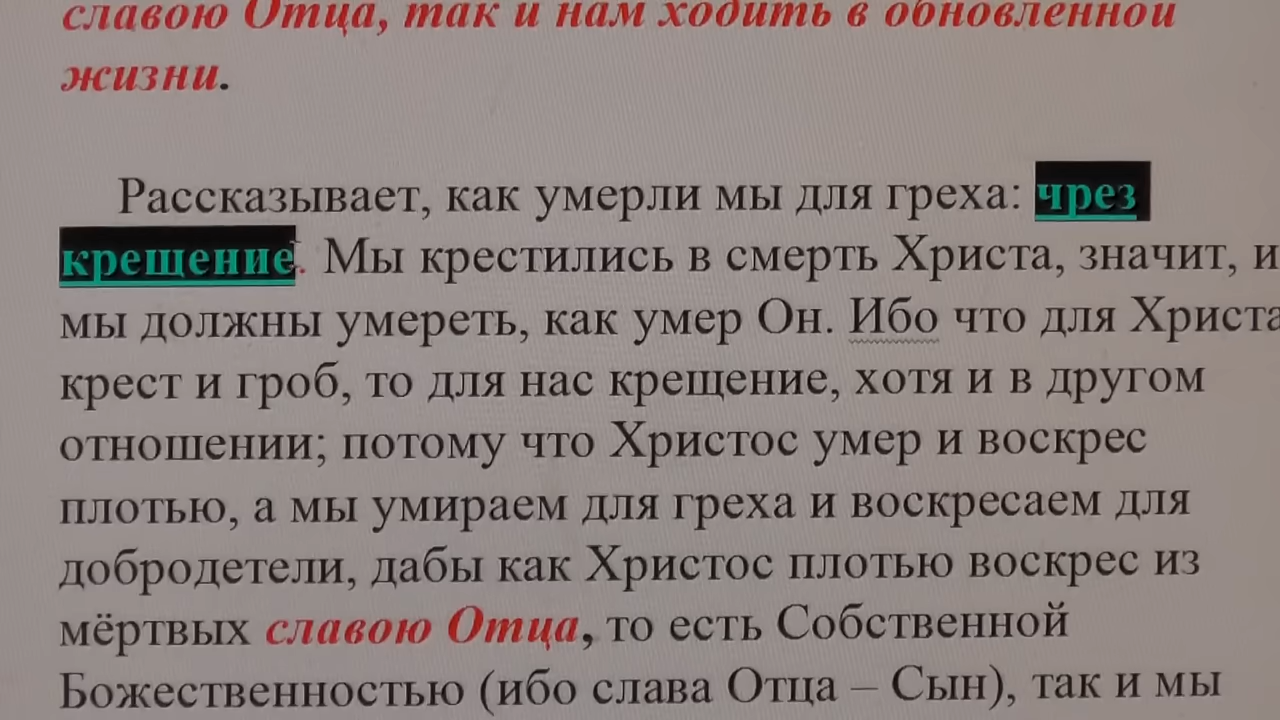 славою Отца, так и нам ходить в обновленной
жизни.
Рассказывает, как умерли мы для греха: чрез
крещение. Мы крестились в смерть Христа, значит, и
мы должны умереть, как умер Он. Ибо что для Христа
крест и гроб, то для нас крещение, хотя и в другом
отношении; потому что Христос умер и воскрес
плотью, а мы умираем для греха и воскресаем для
добродетели, дабы как Христос плотью воскрес из
мёртвых славою Отца, то есть Собственной
Божественностью (ибо слава Отца – Сын), так и мы